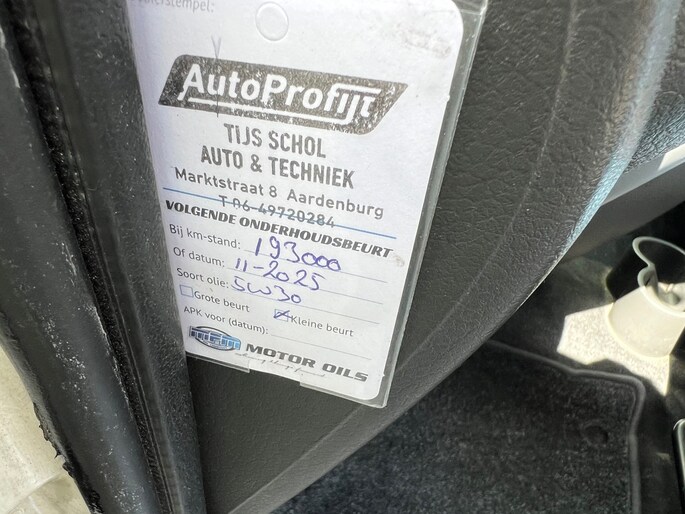 AutoProfijt
TIJS SCHOL
AUTO & TECHNIEK
Marktstraat 8 Aardenburg
T 06-49720284
VOLGENDE ONDERHOUDSBEURT
Bij km-stand: 193000
Of datum: 11-2025
Soort olie: 5W30
Grote beurt Kleine beurt
APK voor (datum):
MOTOR OILS